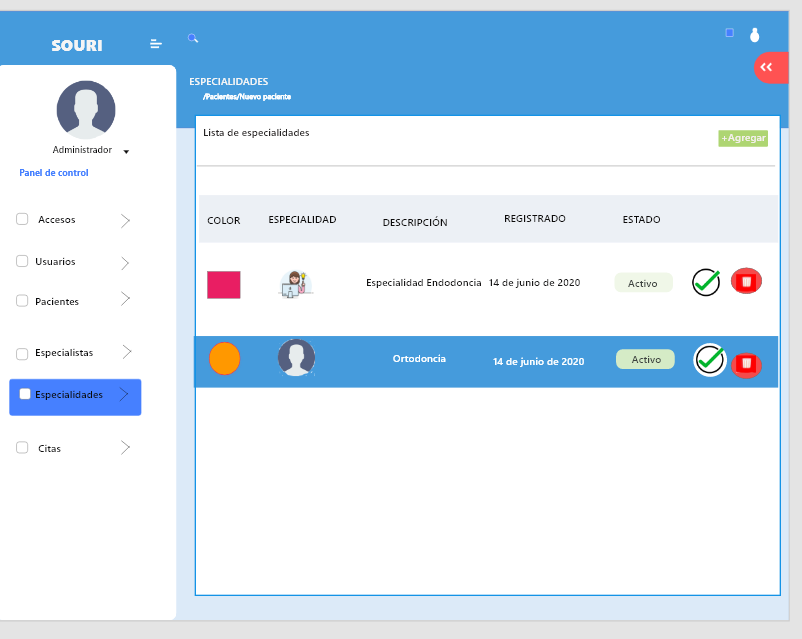 SOURI
ESPECIALIDADES
/Pacientes/Nuevo paciente
Administrador
Panel de control
Accesos
Usuarios
Pacientes
Especialistas
Especialidades
Citas
Lista de especialidades
+Agregar
COLOR ESPECIALIDAD DESCRIPCIÓN REGISTRADO ESTADO
Especialidad Endodoncia 14 de junio de 2020 Activo
Ortodoncia 14 de junio de 2020 Activo